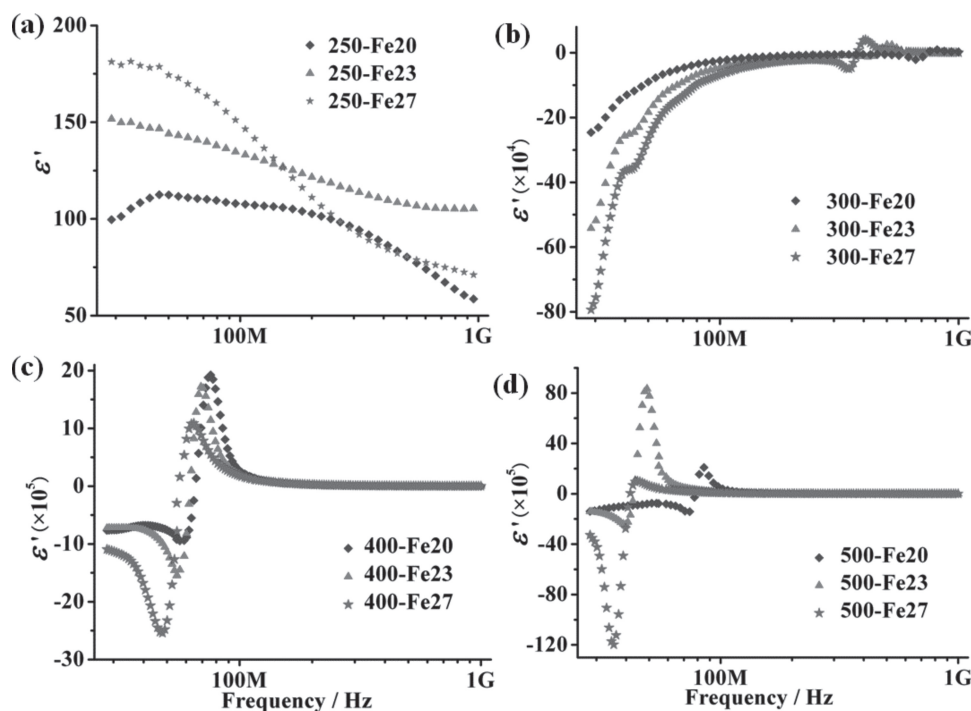 (a)
200
150
100
50
ε'
250-Fe20
250-Fe23
250-Fe27
100M
1G
(b)
0
-20
-40
-60
-80
ε' (×10⁴)
300-Fe20
300-Fe23
300-Fe27
100M
1G
(c)
20
10
0
-10
-20
-30
ε' (×10⁵)
400-Fe20
400-Fe23
400-Fe27
100M
1G
Frequency / Hz
(d)
80
40
0
-40
-80
-120
ε' (×10⁵)
500-Fe20
500-Fe23
500-Fe27
100M
1G
Frequency / Hz